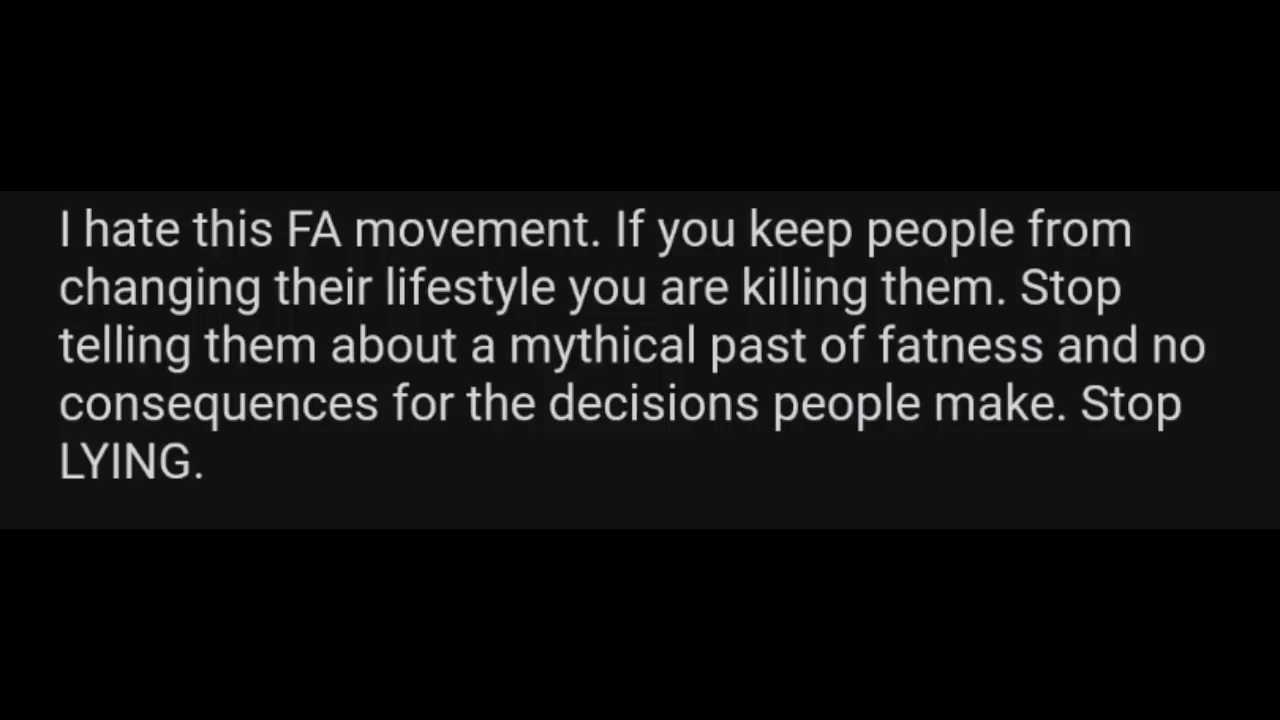 I hate this FA movement. If you keep people from
changing their lifestyle you are killing them. Stop
telling them about a mythical past of fatness and no
consequences for the decisions people make. Stop
LYING.